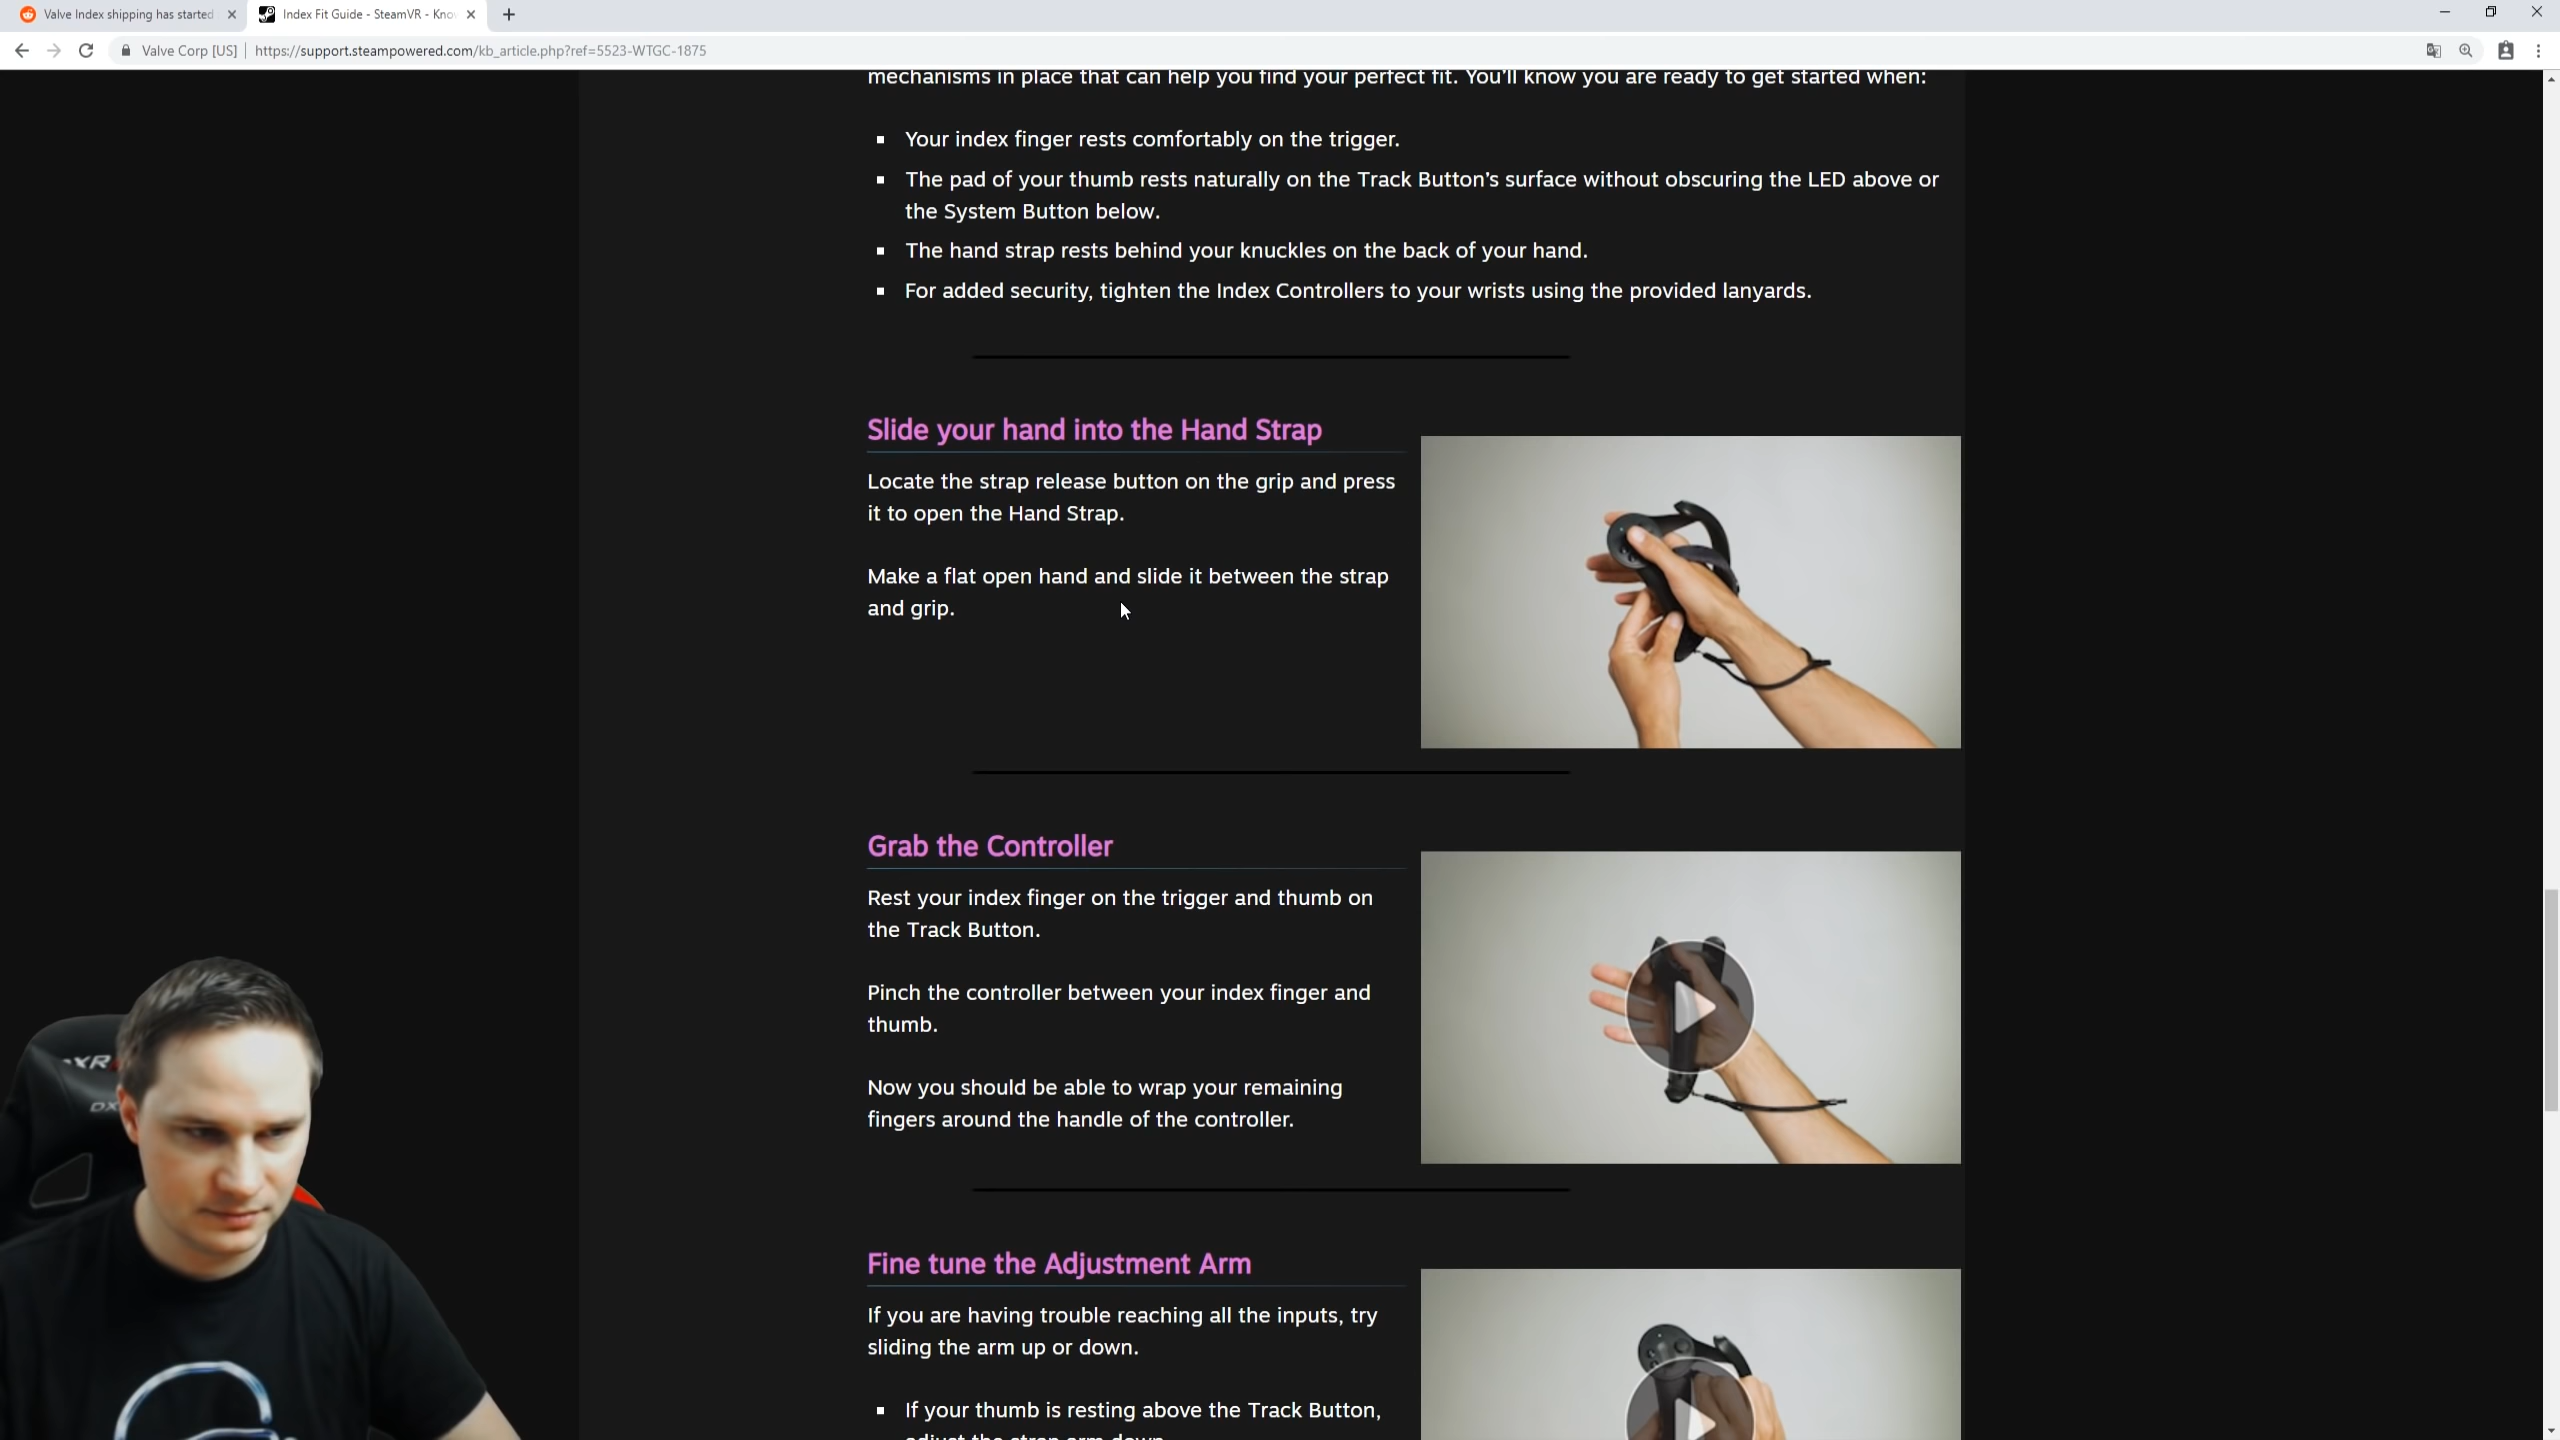 Valve Index shipping has started
Index Fit Guide - SteamVR - Kno
Valve Corp [US]
https://support.steampowered.com/kb_article.php?ref=5523-WTGC-1875
mechanisms in place that can help you find your perfect fit. You’ll know you are ready to get started when:
Your index finger rests comfortably on the trigger.
The pad of your thumb rests naturally on the Track Button’s surface without obscuring the LED above or
the System Button below.
The hand strap rests behind your knuckles on the back of your hand.
For added security, tighten the Index Controllers to your wrists using the provided lanyards.
Slide your hand into the Hand Strap
Locate the strap release button on the grip and press
it to open the Hand Strap.
Make a flat open hand and slide it between the strap
and grip.
Grab the Controller
Rest your index finger on the trigger and thumb on
the Track Button.
Pinch the controller between your index finger and
thumb.
Now you should be able to wrap your remaining
fingers around the handle of the controller.
Fine tune the Adjustment Arm
If you are having trouble reaching all the inputs, try
sliding the arm up or down.
If your thumb is resting above the Track Button,
adjust the strap arm down.
XR
DX